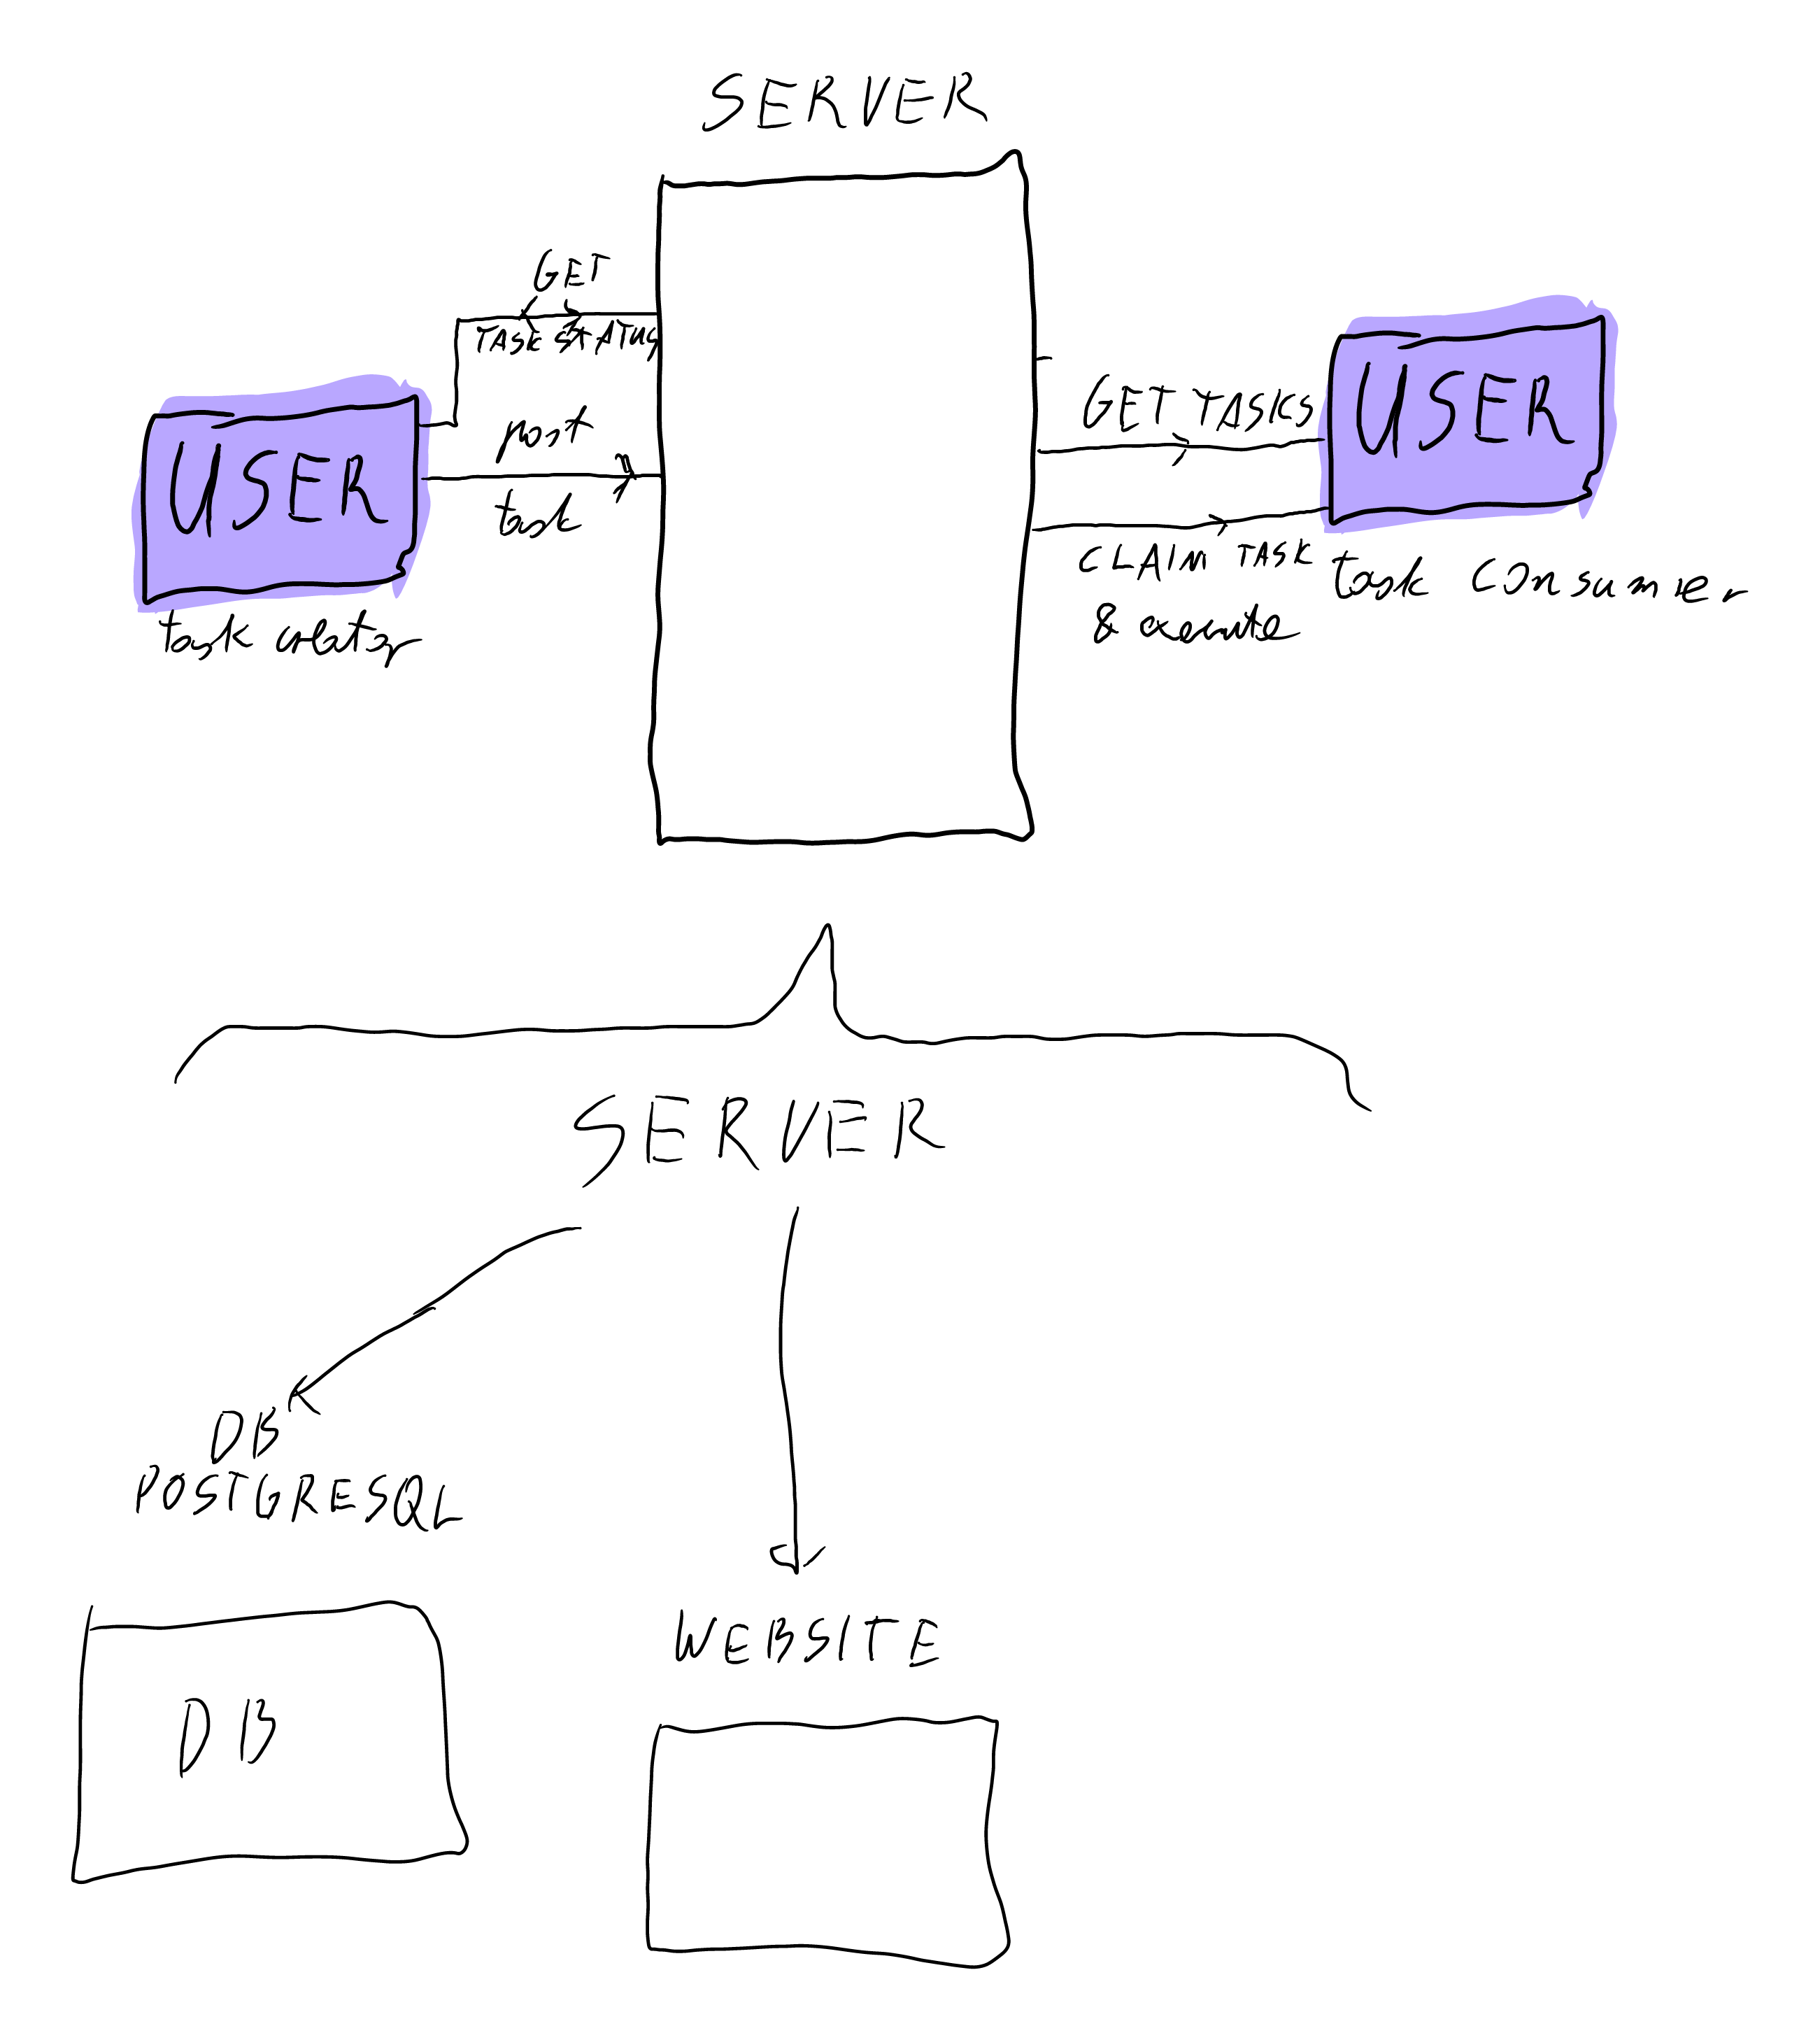 SERVER
GET
TASK STATUS
USER
post
task
task creator
GET TASKS
USER
CLAIM TASK
& execute
task consumer
SERVER
DB
POSTGRESQL
DB
WEBSITE